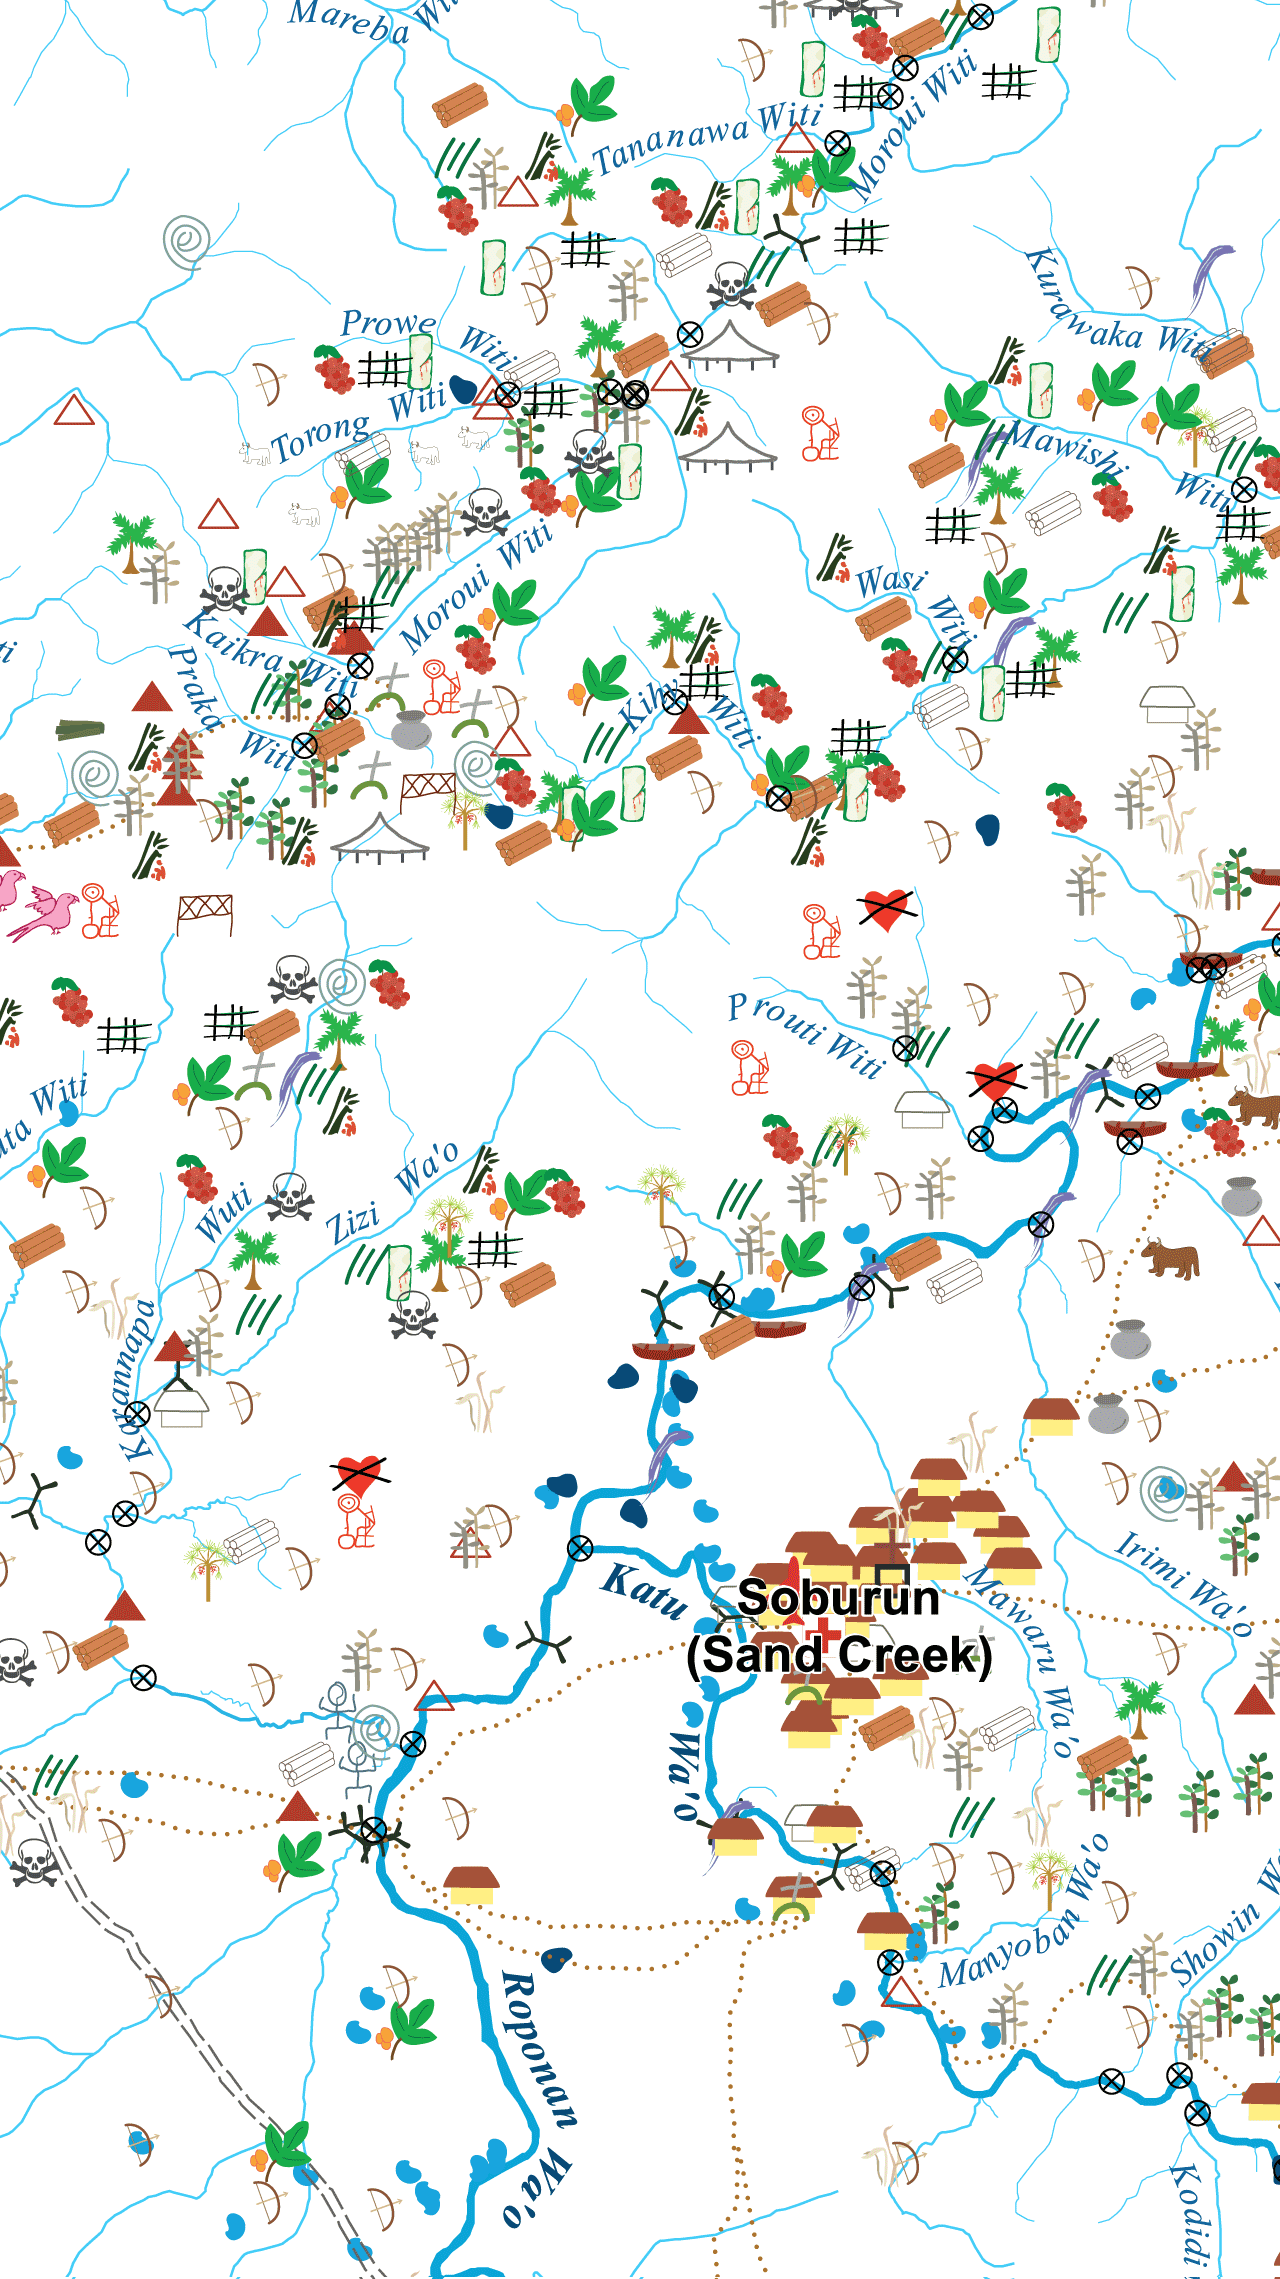 Mareba Witi
Tananawa Witi
Moroui Witi
Kurawaka Witi
Prowe Witi
Torong Witi
Mawishi Witi
Moroui Witi
Wasi Witi
Kaikra Witi
Praka Witi
Kihy Witi
Prouti Witi
Witi
Wuti
Zizi Wa'o
Karannapa
Irimi Wa'o
Katu Wa'o
Soburun
(Sand Creek)
Mawaru Wa'o
Manyoban Wa'o
Showin
Roponan Wa'o
Kodidi